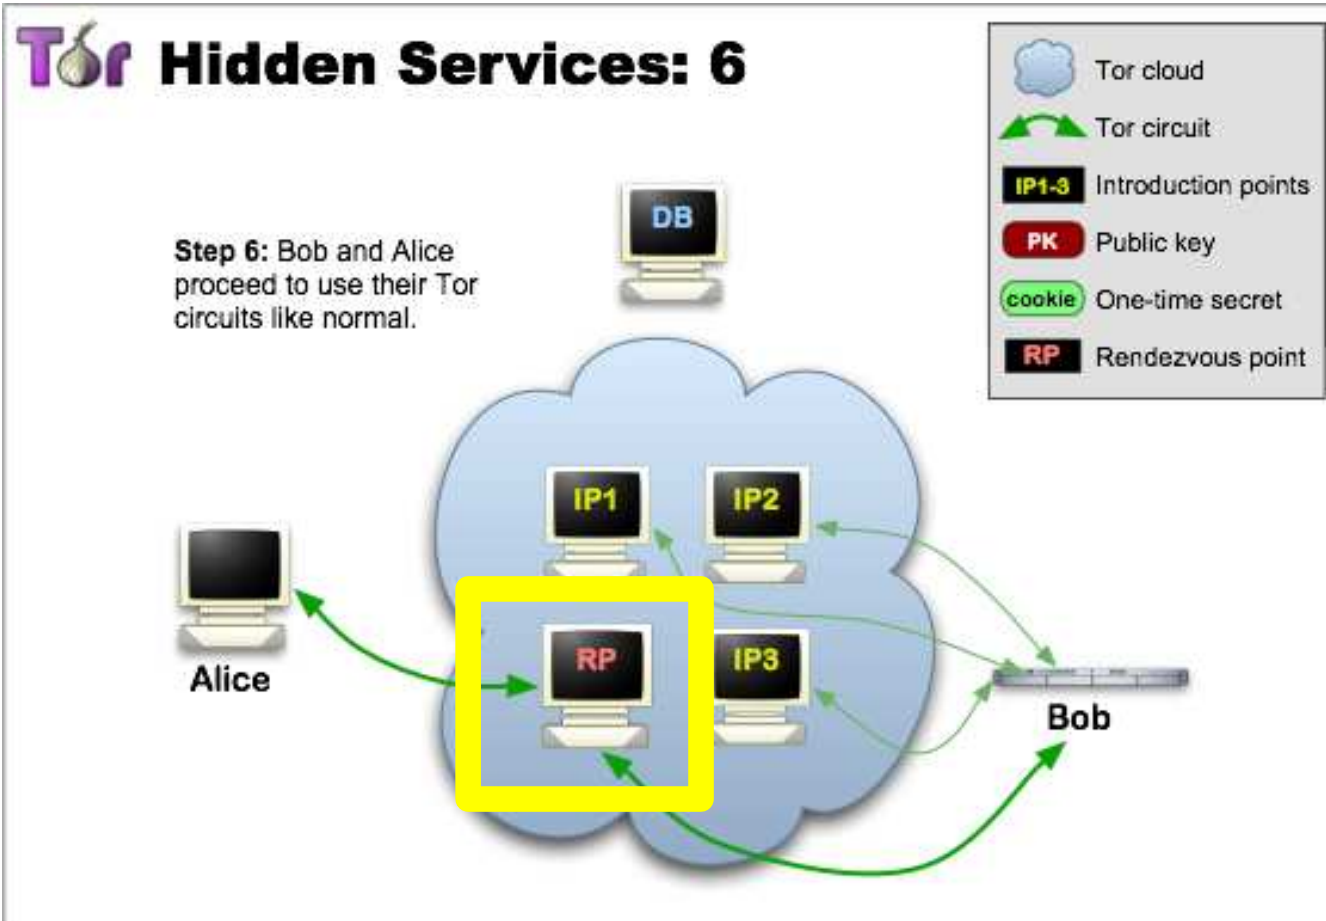 Tor Hidden Services: 6
Tor cloud
Tor circuit
IP1-3 Introduction points
PK Public key
cookie One-time secret
RP Rendezvous point
DB
Step 6: Bob and Alice
proceed to use their Tor
circuits like normal.
IP1 IP2
RP IP3
Alice
Bob